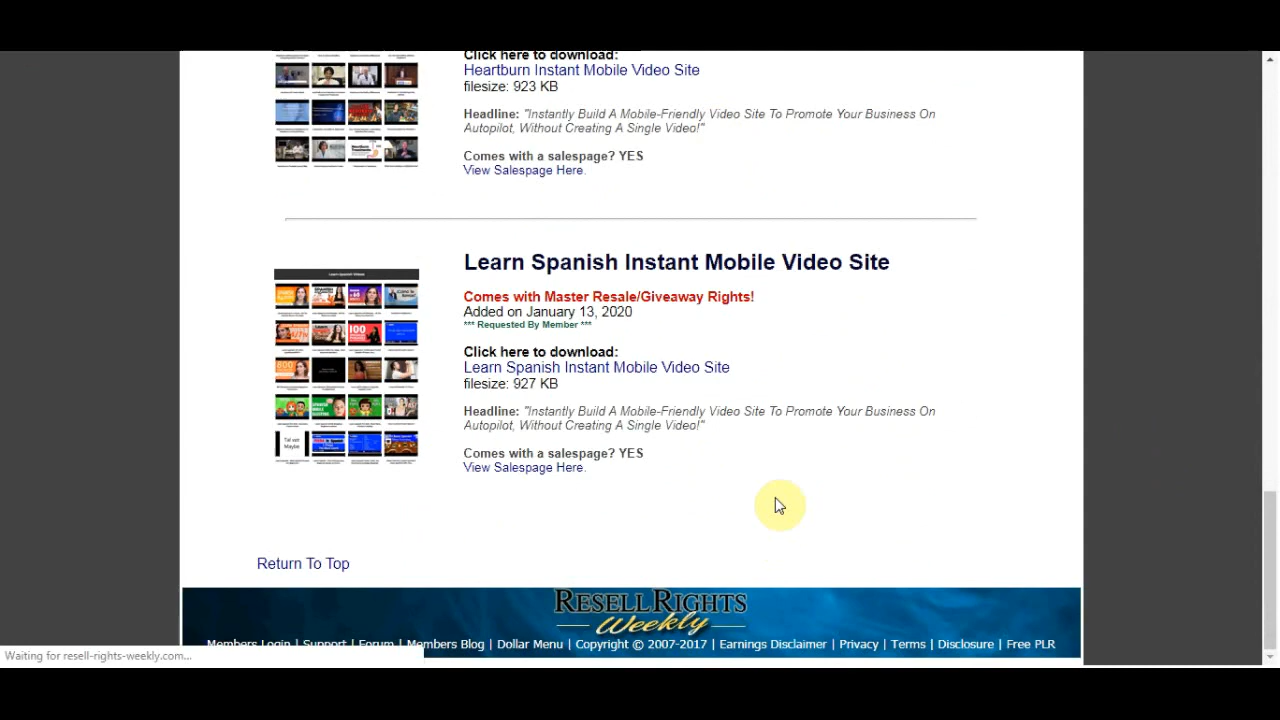 Click here to download:
Heartburn Instant Mobile Video Site
filesize: 923 KB
Headline: "Instantly Build A Mobile-Friendly Video Site To Promote Your Business On
Autopilot, Without Creating A Single Video!"
Comes with a salespage? YES
View Salespage Here.
Learn Spanish Videos
Learn Spanish Instant Mobile Video Site
Comes with Master Resale/Giveaway Rights!
Added on January 13, 2020
*** Requested By Member ***
Click here to download:
Learn Spanish Instant Mobile Video Site
filesize: 927 KB
Headline: "Instantly Build A Mobile-Friendly Video Site To Promote Your Business On
Autopilot, Without Creating A Single Video!"
Comes with a salespage? YES
View Salespage Here.
Return To Top
RESELL RIGHTS
Weekly
Members Login | Support | Forum | Members Blog | Dollar Menu | Copyright © 2007-2017 | Earnings Disclaimer | Privacy | Terms | Disclosure | Free PLR
Waiting for resell-rights-weekly.com...